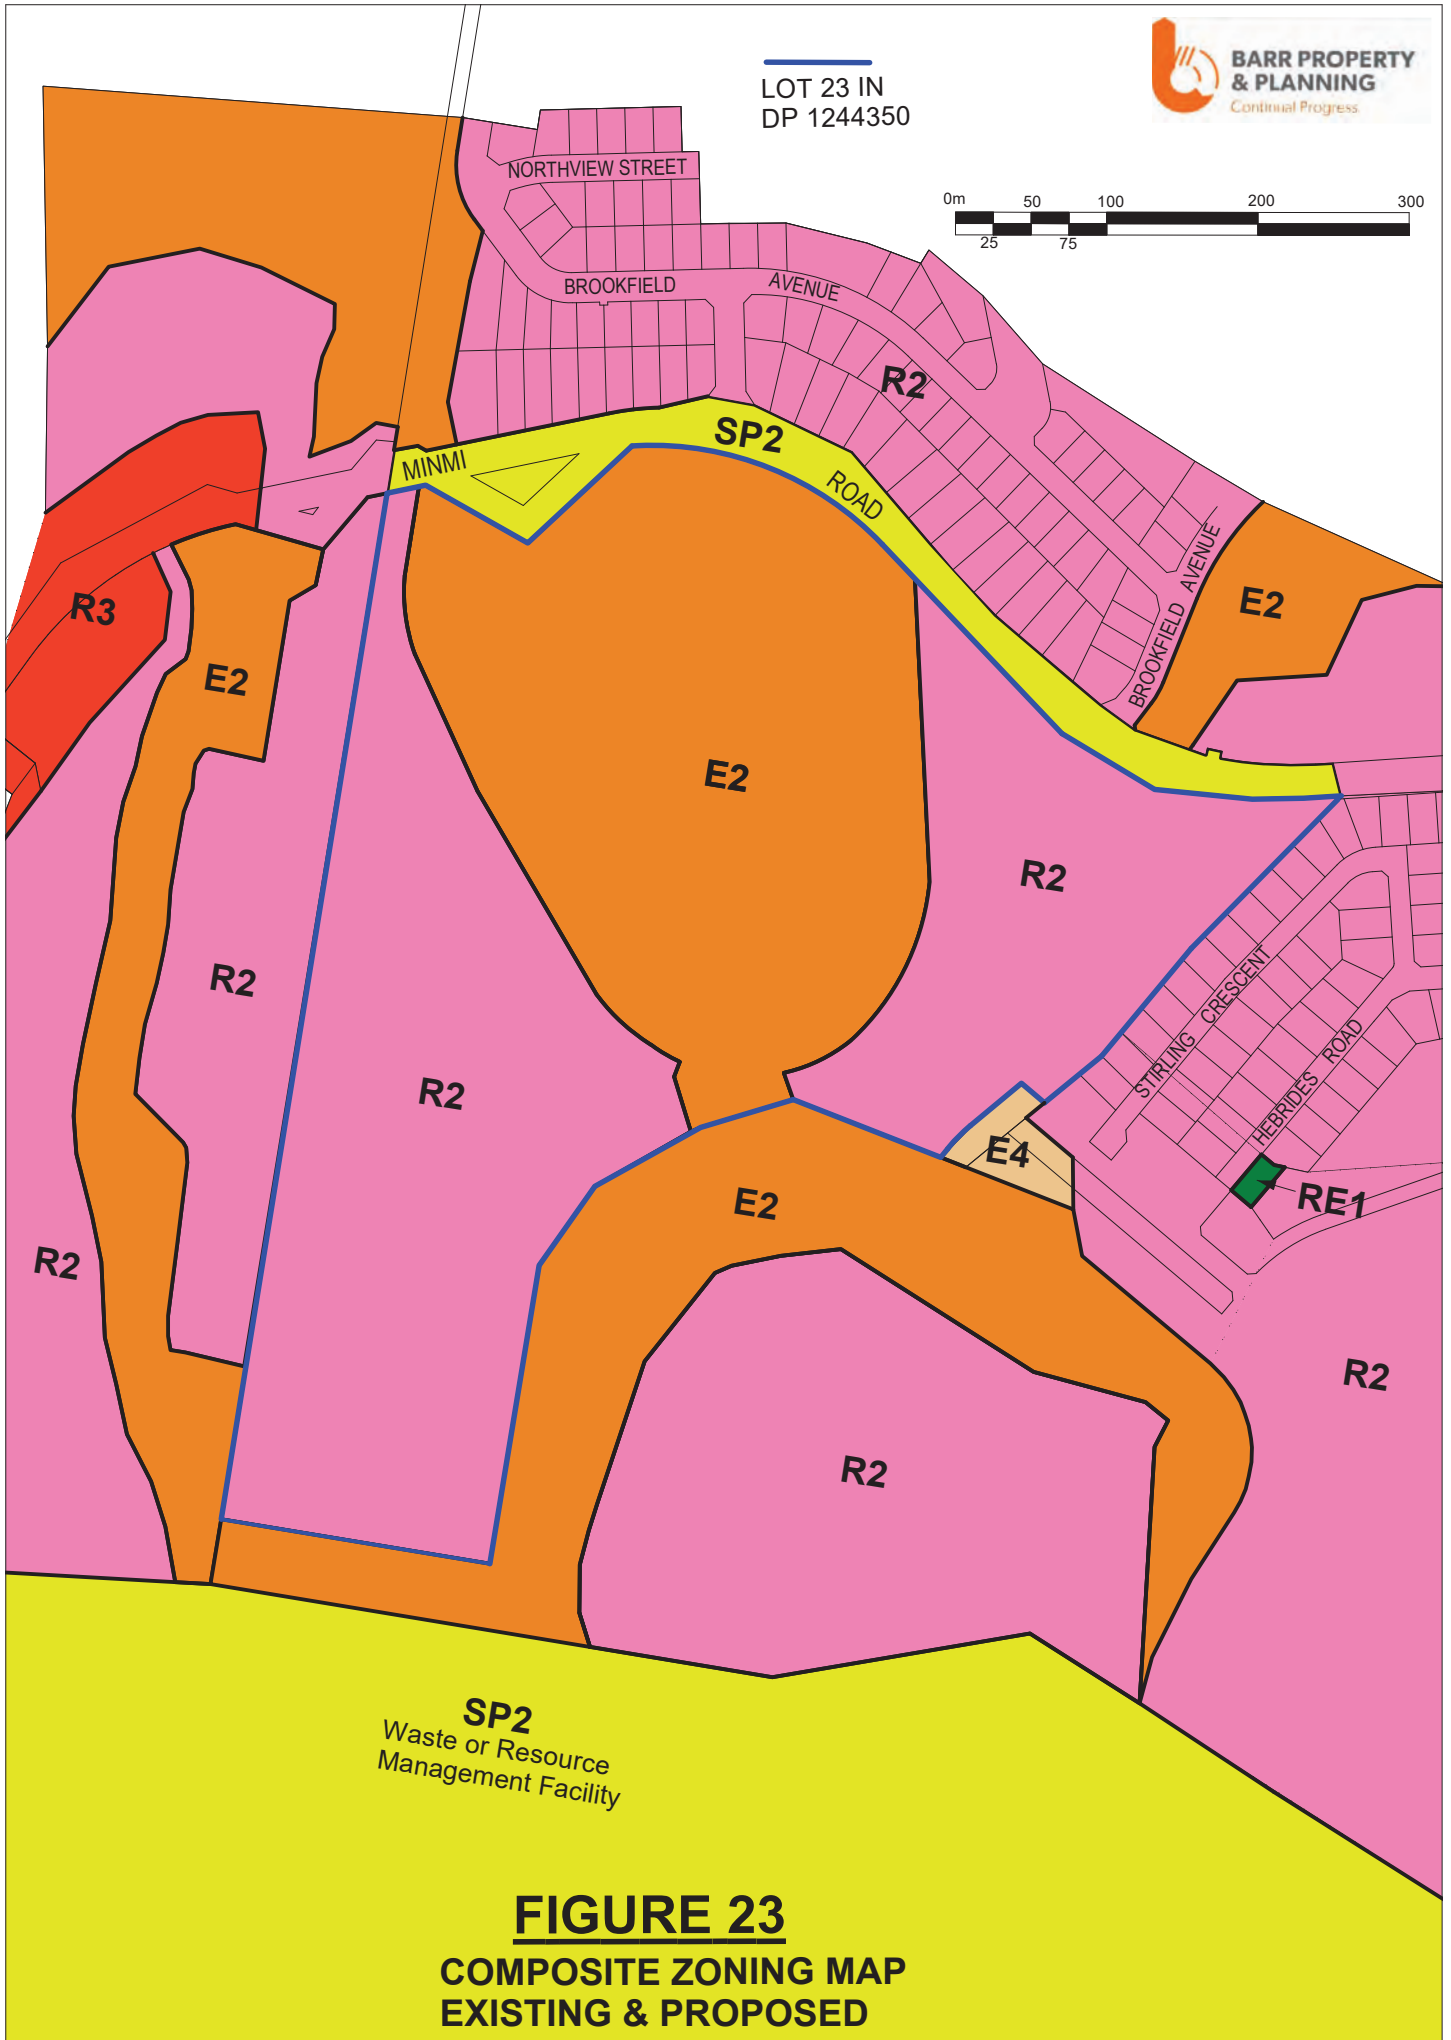 LOT 23 IN
DP 1244350
BARR PROPERTY
& PLANNING
Continual Progress
0m 50 100 200 300
25 75
NORTHVIEW STREET
BROOKFIELD AVENUE
R2
SP2
MINMI ROAD
BROOKFIELD AVENUE
E2
R3
E2
E2
R2
R2
R2
STIRLING CRESCENT
HEBRIDES ROAD
E4
E2
RE1
R2
R2
R2
SP2
Waste or Resource
Management Facility
FIGURE 23
COMPOSITE ZONING MAP
EXISTING & PROPOSED